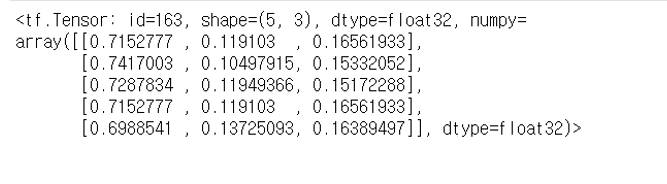 <tf.Tensor: id=163, shape=(5, 3), dtype=float32, numpy=
array([[0.7152777 , 0.119103  , 0.16561933],
       [0.7417003 , 0.10497915, 0.15332052],
       [0.7287834 , 0.11949366, 0.15172288],
       [0.7152777 , 0.119103  , 0.16561933],
       [0.6988541 , 0.13725093, 0.16389497]], dtype=float32)>